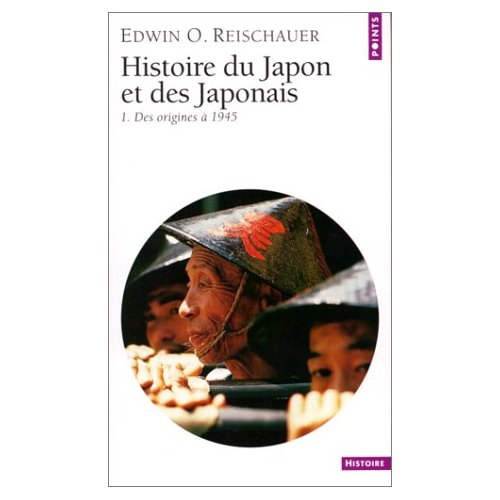 EDWIN O. REISCHAUER
POINTS
Histoire du Japon
et des Japonais
1. Des origines à 1945
HISTOIRE